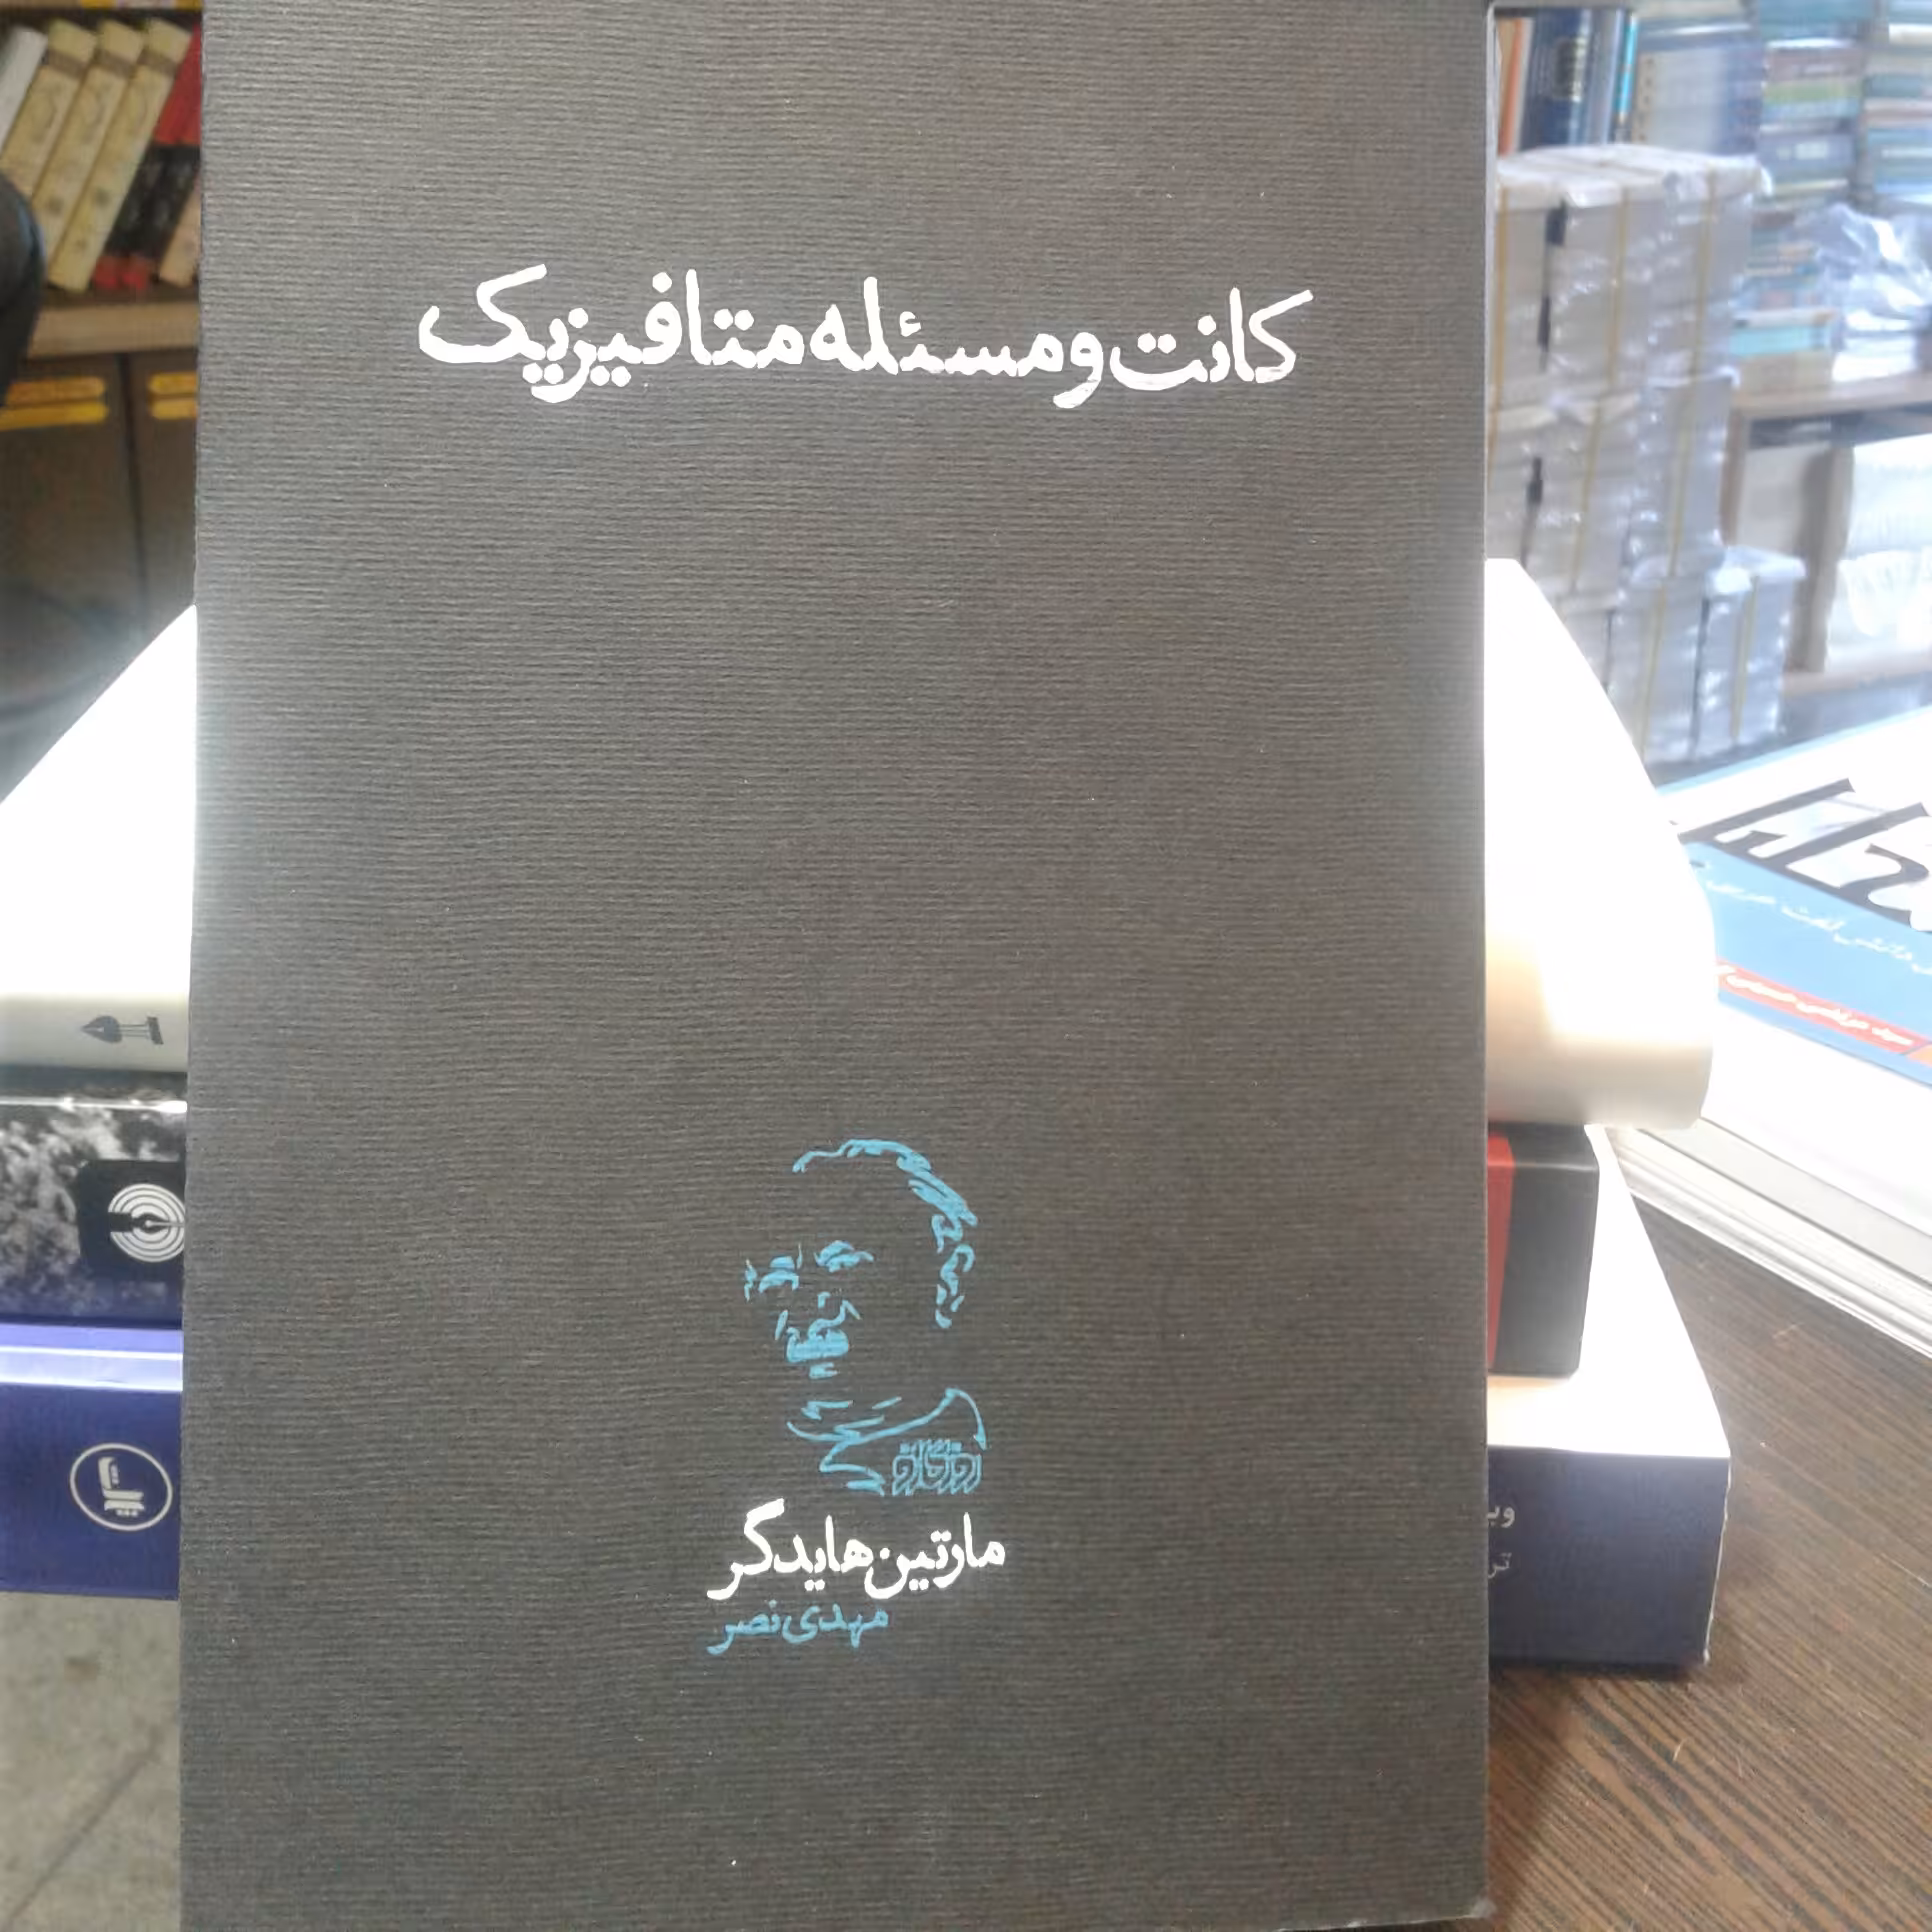 کانت و مسئله متافیزیک
مارتین هایدگر
مهدی نصر